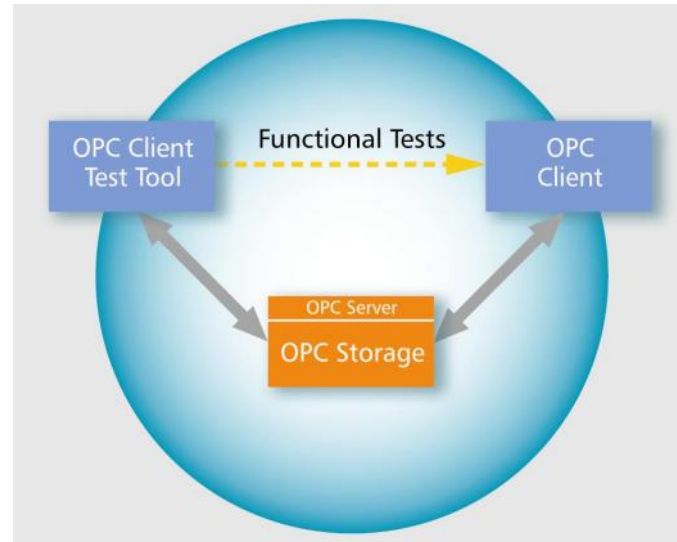 Functional Tests
OPC Client
Test Tool
OPC
Client
OPC Server
OPC Storage